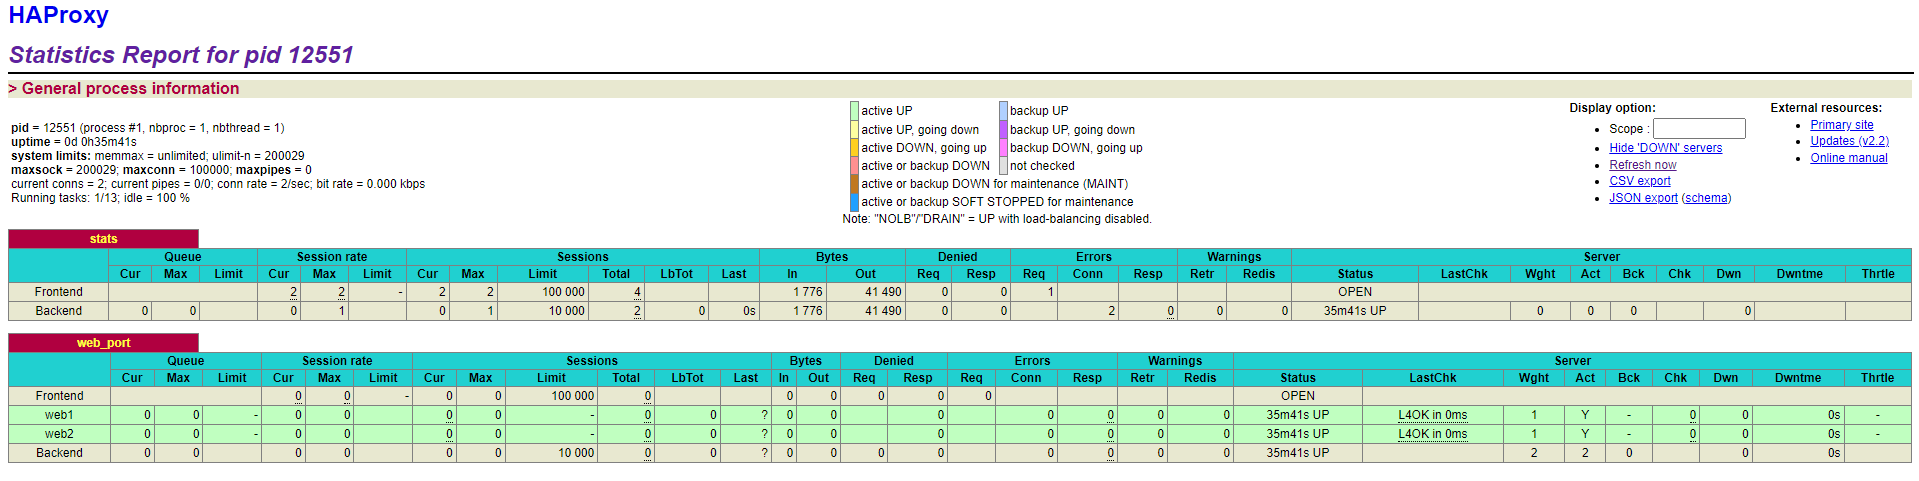 HAProxy
Statistics Report for pid 12551
> General process information
pid = 12551 (process #1, nbproc = 1, nbthread = 1)
uptime = 0d 0h35m41s
system limits: memmax = unlimited; ulimit-n = 200029
maxsock = 200029; maxconn = 100000; maxpipes = 0
current conns = 2; current pipes = 0/0; conn rate = 2/sec; bit rate = 0.000 kbps
Running tasks: 1/13; idle = 100 %
active UP backup UP
active UP, going down backup UP, going down
active DOWN, going up backup DOWN, going up
active or backup DOWN not checked
active or backup DOWN for maintenance (MAINT)
active or backup SOFT STOPPED for maintenance
Note: "NOLB"/"DRAIN" = UP with load-balancing disabled.
Display option:
Scope :
Hide 'DOWN' servers
Refresh now
CSV export
JSON export (schema)
External resources:
Primary site
Updates (v2.2)
Online manual
stats
Queue Session rate Sessions Bytes Denied Errors Warnings Server
Cur Max Limit Cur Max Limit Cur Max Limit Total LbTot Last In Out Req Resp Req Conn Resp Retr Redis Status LastChk Wght Act Bck Chk Dwn Dwntme Thrtle
Frontend 2 2 - 2 2 100 000 4 1 776 41 490 0 0 1 OPEN
Backend 0 0 0 1 0 1 10 000 2 0 0s 1 776 41 490 0 0 2 0 0 0 35m41s UP 0 0 0 0
web_port
Queue Session rate Sessions Bytes Denied Errors Warnings Server
Cur Max Limit Cur Max Limit Cur Max Limit Total LbTot Last In Out Req Resp Req Conn Resp Retr Redis Status LastChk Wght Act Bck Chk Dwn Dwntme Thrtle
Frontend 0 0 - 0 0 100 000 0 0 0 0 0 0 OPEN
web1 0 0 - 0 0 0 0 - 0 0 ? 0 0 0 0 0 0 0 35m41s UP L4OK in 0ms 1 Y - 0 0 0s -
web2 0 0 - 0 0 0 0 - 0 0 ? 0 0 0 0 0 0 0 35m41s UP L4OK in 0ms 1 Y - 0 0 0s -
Backend 0 0 0 0 0 0 10 000 0 0 ? 0 0 0 0 0 0 0 0 35m41s UP 2 2 0 0 0s